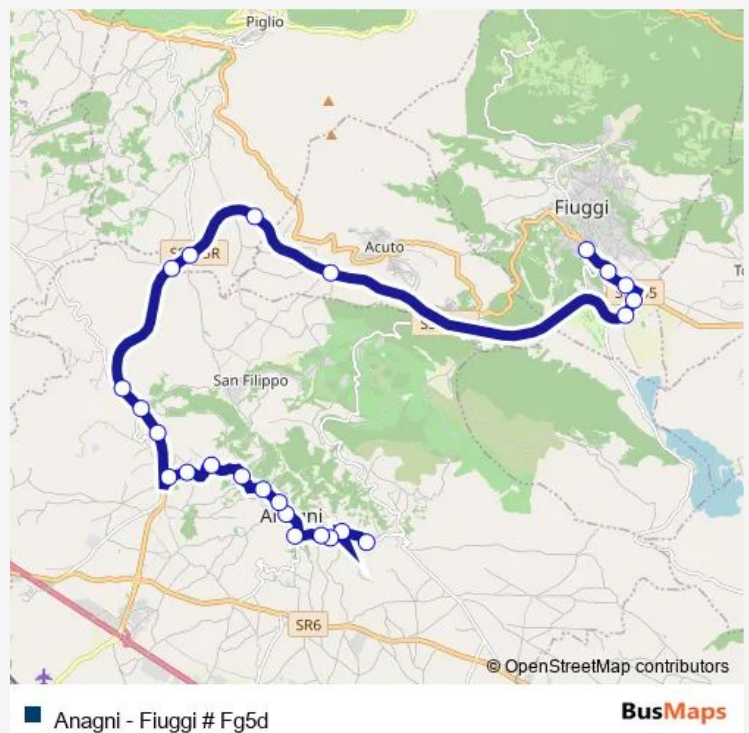 Piglio
Fiuggi
Acuto
San Filippo
SR6
© OpenStreetMap contributors
Anagni - Fiuggi # Fg5d
BusMaps